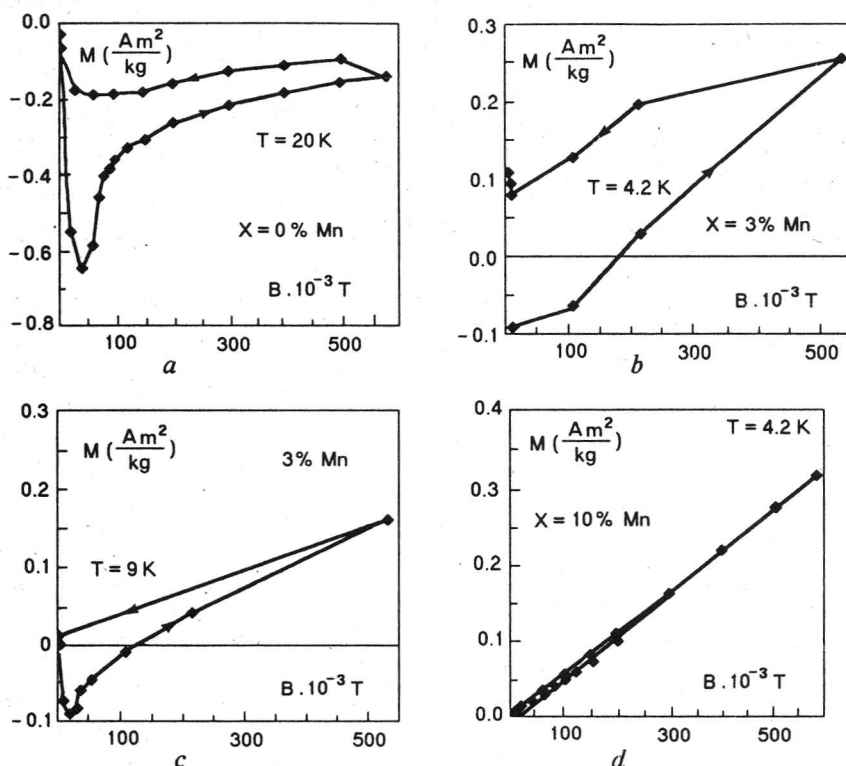 0.0
M (Am²/kg)
-0.2
T = 20 K
-0.4
X = 0 % Mn
-0.6
B . 10⁻³ T
-0.8
100 300 500
a
0.3
M (Am²/kg)
0.2
0.1
T = 4.2 K
X = 3% Mn
0.0
B . 10⁻³ T
-0.1
100 300 500
b
0.3
M (Am²/kg)
3% Mn
0.2
0.1
T = 9 K
0
B . 10⁻³ T
-0.1
100 300 500
c
0.4
T = 4.2 K
M (Am²/kg)
0.3
X = 10% Mn
0.2
0.1
B . 10⁻³ T
0.0
100 300 500
d